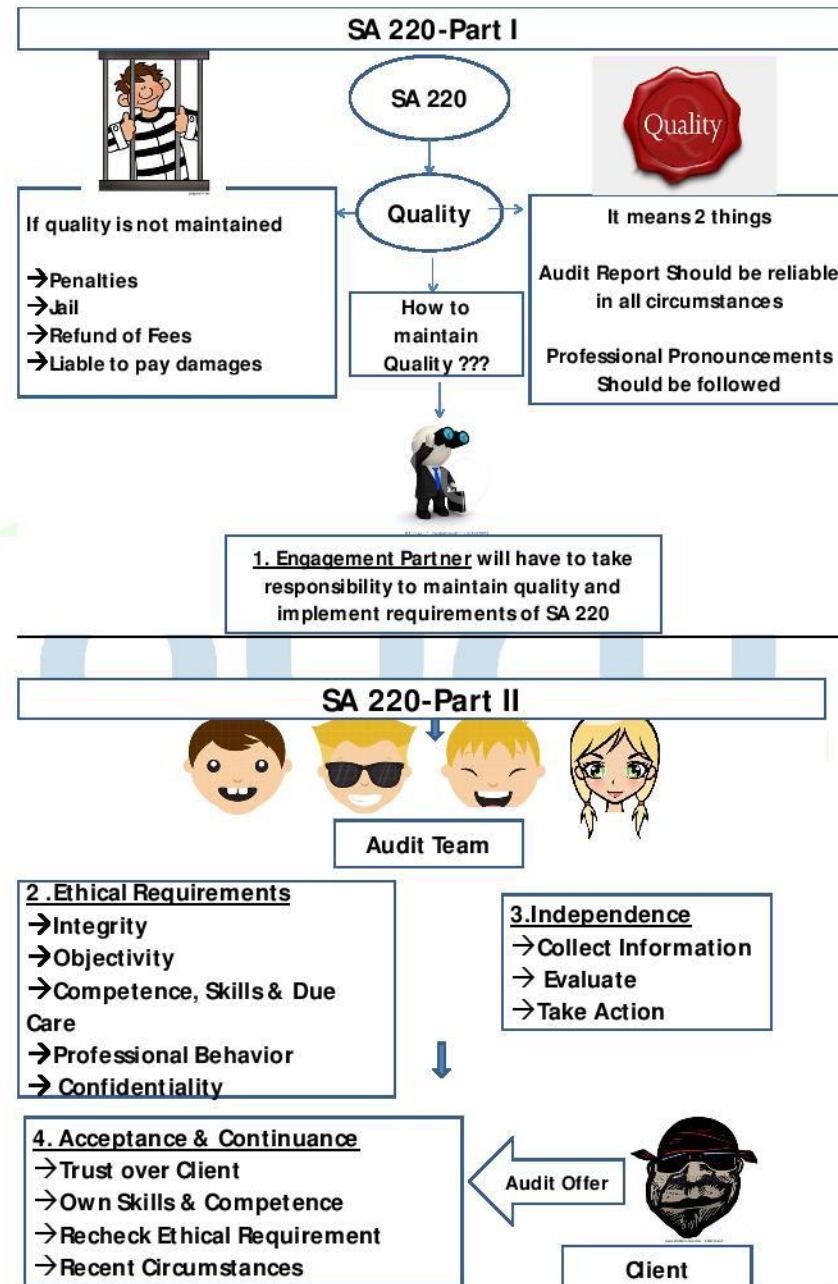 SA 220-Part I
SA 220
Quality
Quality
If quality is not maintained
→Penalties
→Jail
→Refund of Fees
→Liable to pay damages
How to
maintain
Quality ???
It means 2 things
Audit Report Should be reliable
in all circumstances
Professional Pronouncements
Should be followed
1. Engagement Partner will have to take
responsibility to maintain quality and
implement requirements of SA 220
SA 220-Part II
Audit Team
2 .Ethical Requirements
→Integrity
→Objectivity
→Competence, Skills & Due
Care
→Professional Behavior
→Confidentiality
3.Independence
→Collect Information
→ Evaluate
→Take Action
4. Acceptance & Continuance
→Trust over Client
→Own Skills & Competence
→Recheck Ethical Requirement
→Recent Circumstances
Audit Offer
Client